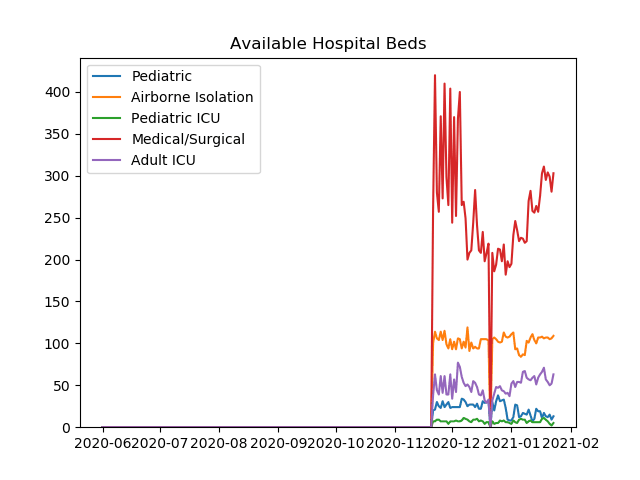 Available Hospital Beds
Pediatric
Airborne Isolation
Pediatric ICU
Medical/Surgical
Adult ICU
400
350
300
250
200
150
100
50
0
2020-06 2020-07 2020-08 2020-09 2020-10 2020-11 2020-12 2021-01 2021-02